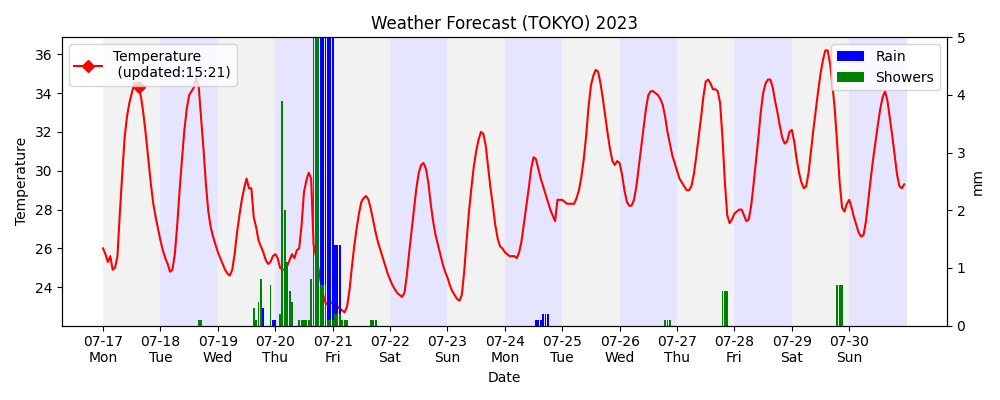 Weather Forecast (TOKYO) 2023
Temperature
(updated:15:21)
Rain
Showers
36
34
32
30
28
26
24
Temperature
5
4
3
2
1
0
mm
07-17 07-18 07-19 07-20 07-21 07-22 07-23 07-24 07-25 07-26 07-27 07-28 07-29 07-30
Mon Tue Wed Thu Fri Sat Sun Mon Tue Wed Thu Fri Sat Sun
Date